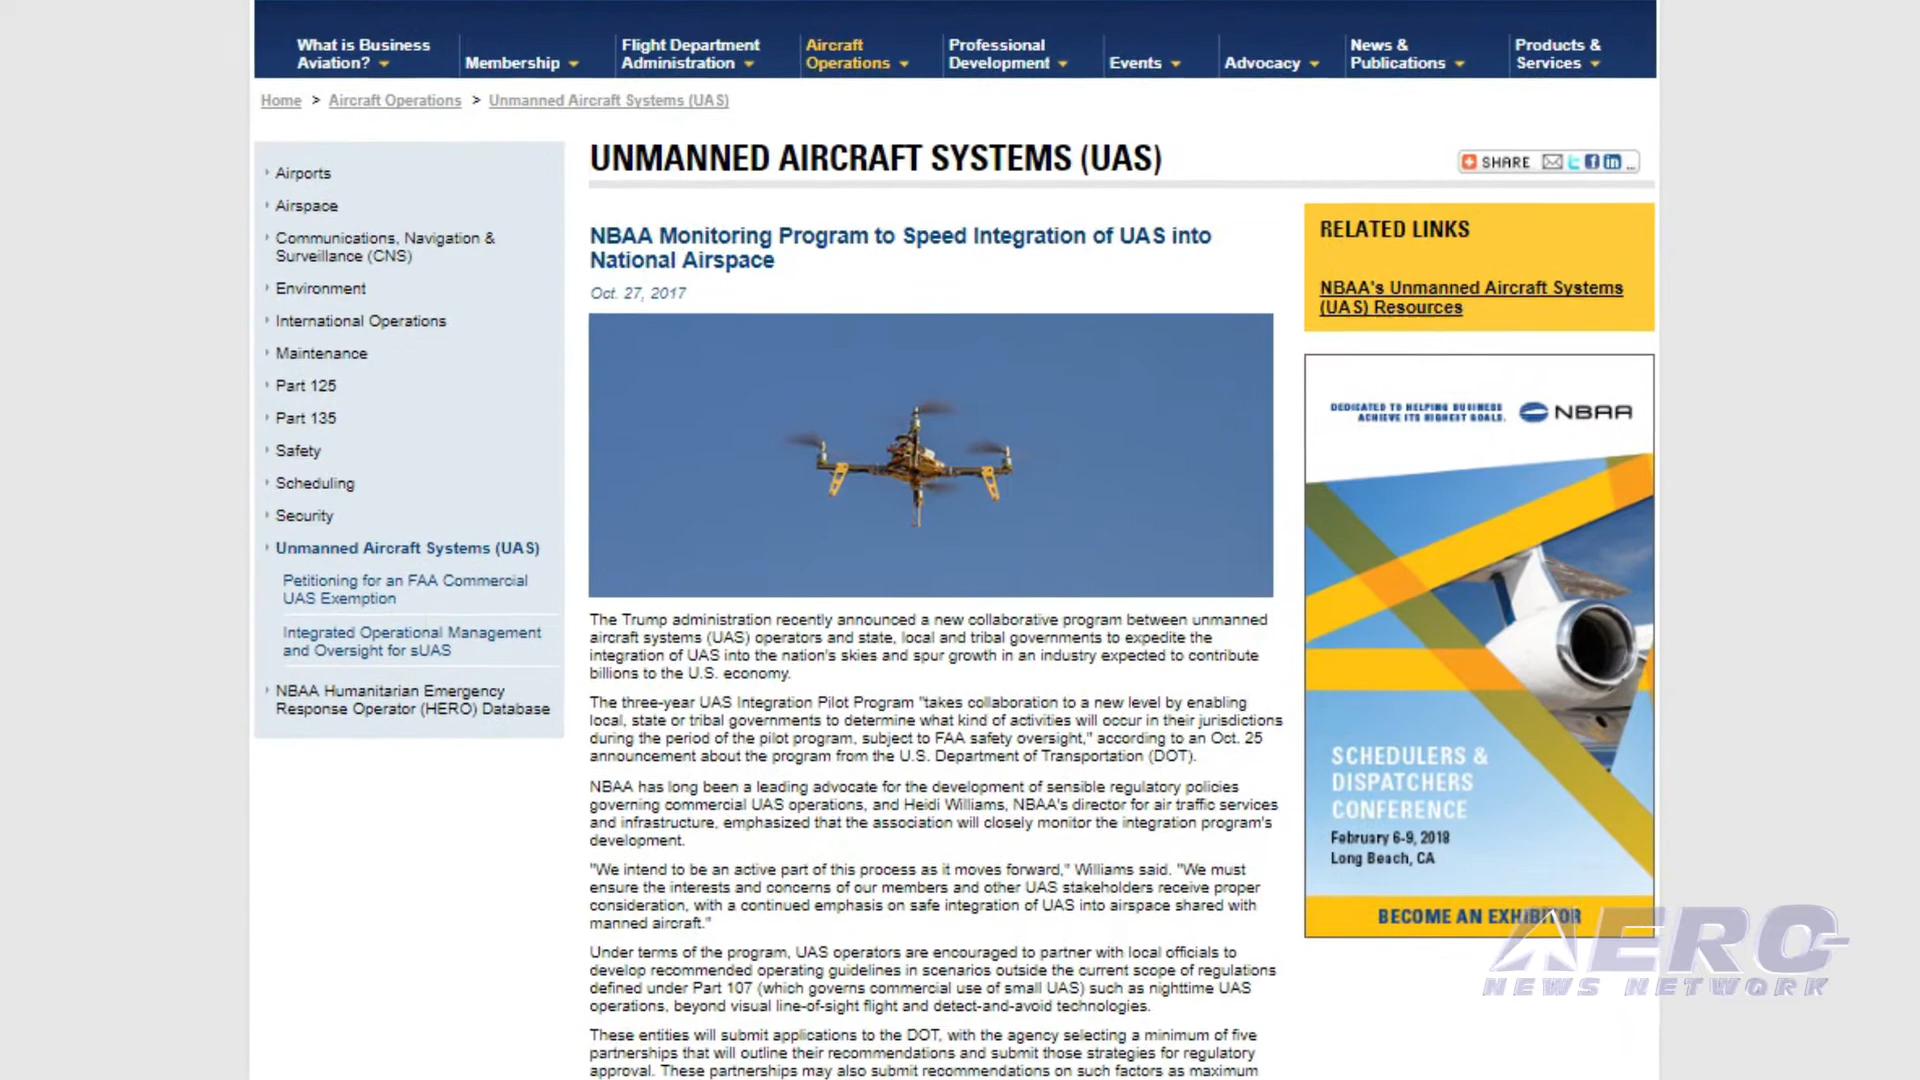 What is Business
Aviation?
Membership
Flight Department
Administration
Aircraft
Operations
Professional
Development
Events
Advocacy
News &
Publications
Products &
Services
Home > Aircraft Operations > Unmanned Aircraft Systems (UAS)
Airports
Airspace
Communications, Navigation &
Surveillance (CNS)
Environment
International Operations
Maintenance
Part 125
Part 135
Safety
Scheduling
Security
Unmanned Aircraft Systems (UAS)
Petitioning for an FAA Commercial
UAS Exemption
Integrated Operational Management
and Oversight for sUAS
NBAA Humanitarian Emergency
Response Operator (HERO) Database
UNMANNED AIRCRAFT SYSTEMS (UAS)
SHARE ...
NBAA Monitoring Program to Speed Integration of UAS into
National Airspace
Oct. 27, 2017
The Trump administration recently announced a new collaborative program between unmanned
aircraft systems (UAS) operators and state, local and tribal governments to expedite the
integration of UAS into the nation's skies and spur growth in an industry expected to contribute
billions to the U.S. economy.
The three-year UAS Integration Pilot Program "takes collaboration to a new level by enabling
local, state or tribal governments to determine what kind of activities will occur in their jurisdictions
during the period of the pilot program, subject to FAA safety oversight," according to an Oct. 25
announcement about the program from the U.S. Department of Transportation (DOT).
NBAA has long been a leading advocate for the development of sensible regulatory policies
governing commercial UAS operations, and Heidi Williams, NBAA's director for air traffic services
and infrastructure, emphasized that the association will closely monitor the integration program's
development.
"We intend to be an active part of this process as it moves forward," Williams said. "We must
ensure the interests and concerns of our members and other UAS stakeholders receive proper
consideration, with a continued emphasis on safe integration of UAS into airspace shared with
manned aircraft."
Under terms of the program, UAS operators are encouraged to partner with local officials to
develop recommended operating guidelines in scenarios outside the current scope of regulations
defined under Part 107 (which governs commercial use of small UAS) such as nighttime UAS
operations, beyond visual line-of-sight flight and detect-and-avoid technologies.
These entities will submit applications to the DOT, with the agency selecting a minimum of five
partnerships that will outline their recommendations and submit those strategies for regulatory
approval. These partnerships may also submit recommendations on such factors as maximum
RELATED LINKS
NBAA's Unmanned Aircraft Systems
(UAS) Resources
DEDICATED TO HELPING BUSINESS
ACHIEVE ITS HIGHEST GOALS.
NBAA
SCHEDULERS &
DISPATCHERS
CONFERENCE
February 6-9, 2018
Long Beach, CA
BECOME AN EXHIBITOR
AERO-
NEWS NETWORK